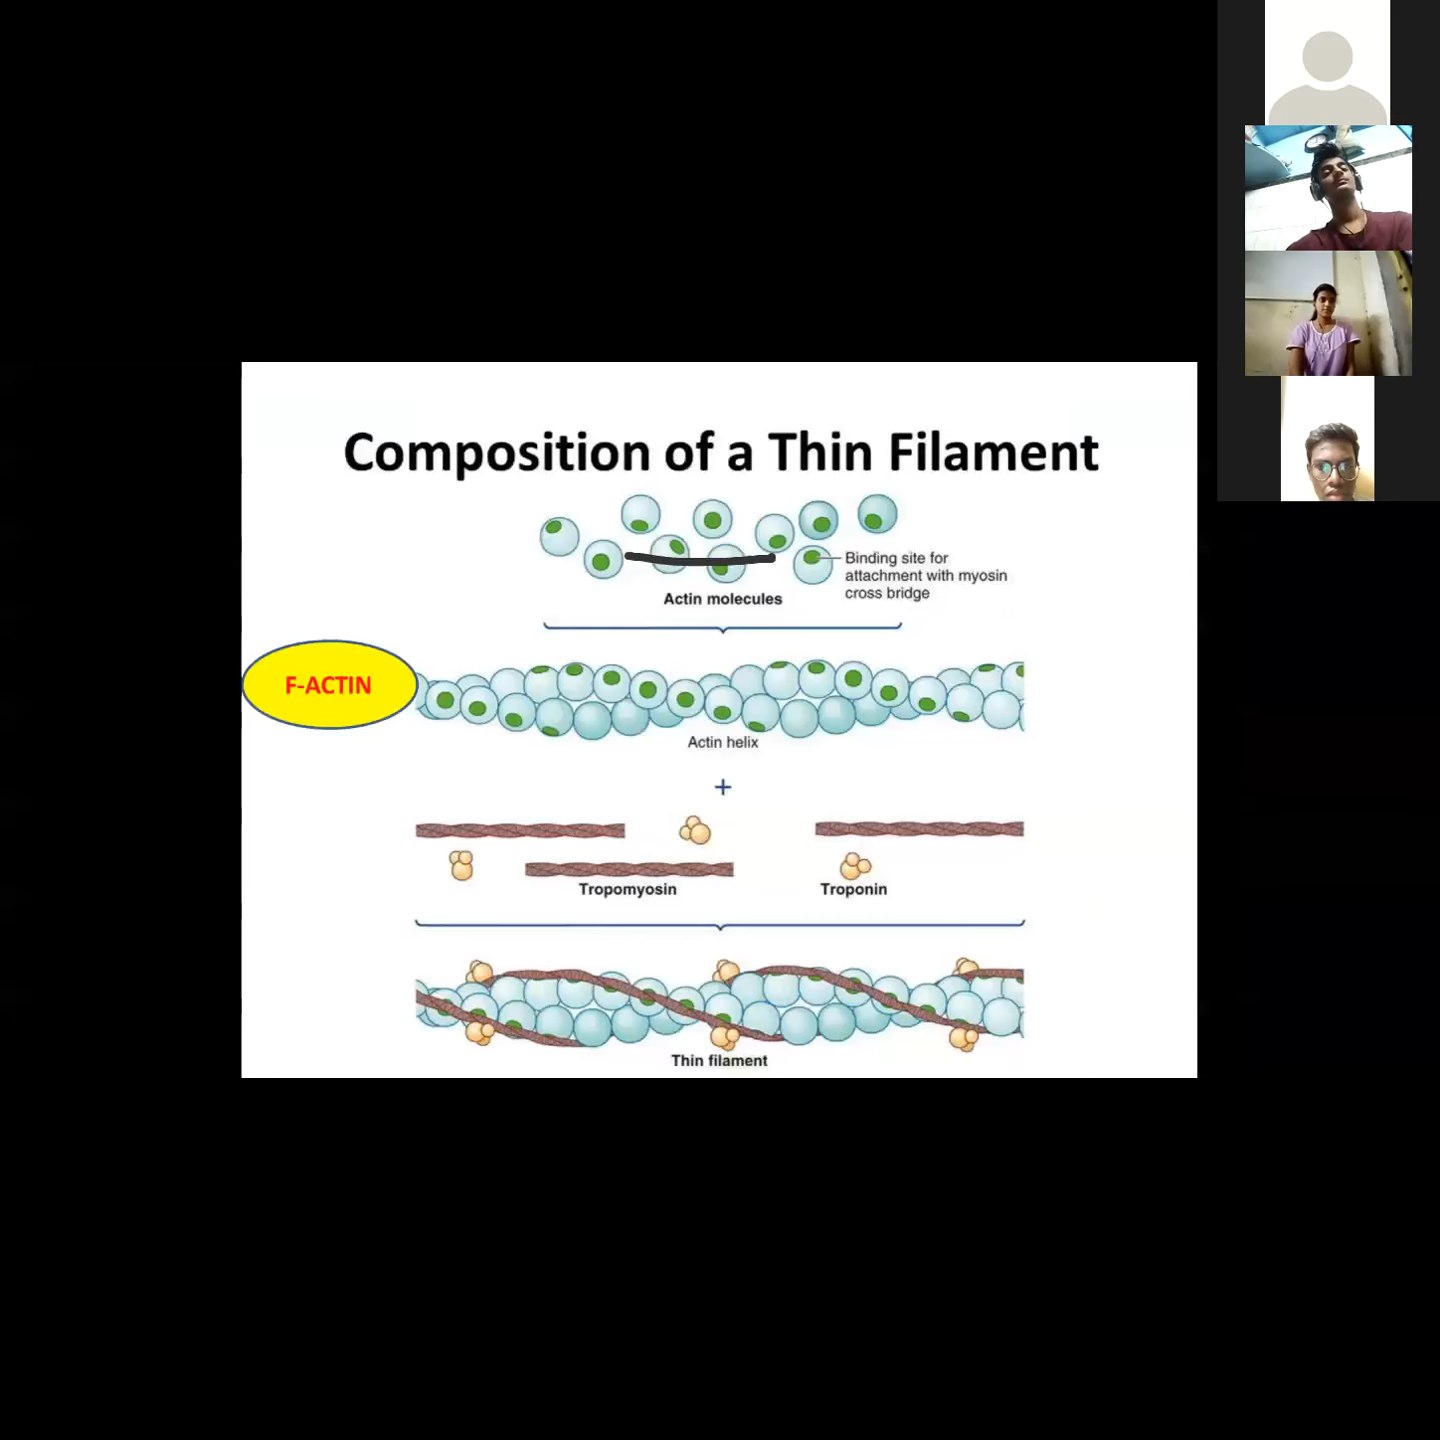 Composition of a Thin Filament
Binding site for
attachment with myosin
cross bridge
Actin molecules
F-ACTIN
Actin helix
+
Tropomyosin
Troponin
Thin filament